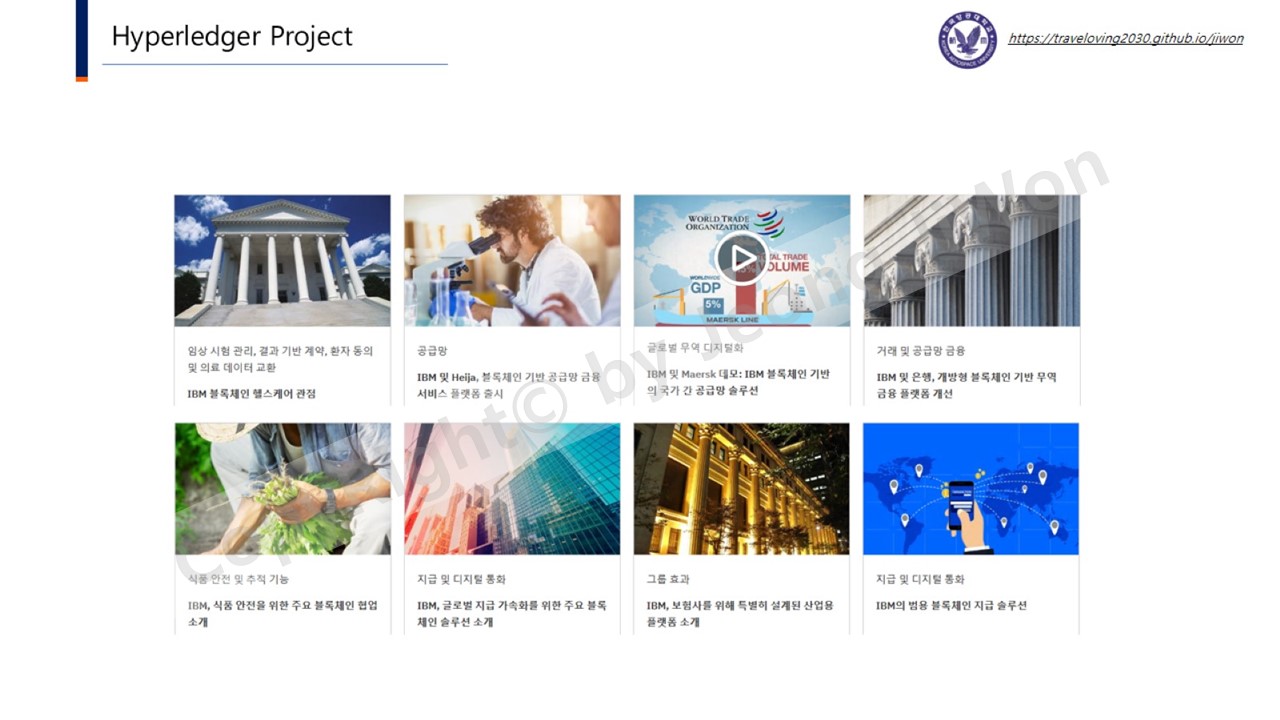 Hyperledger Project
https://traveloving2030.github.io/jiwon
WORLD TRADE
ORGANIZATION
TOTAL TRADE
VOLUME
WORLDWIDE
GDP
5%
MAERSK LINE
임상 시험 관리, 결과 기반 계약, 환자 동의
및 의료 데이터 교환
IBM 블록체인 헬스케어 관점
공급망
IBM 및 Heija, 블록체인 기반 공급망 금융
서비스 플랫폼 출시
글로벌 무역 디지털화
IBM 및 Maersk 데모: IBM 블록체인 기반
의 국가 간 공급망 솔루션
거래 및 공급망 금융
IBM 및 은행, 개방형 블록체인 기반 무역
금융 플랫폼 개선
식품 안전 및 추적 기능
IBM, 식품 안전을 위한 주요 블록체인 협업
소개
지급 및 디지털 통화
IBM, 글로벌 지급 가속화를 위한 주요 블록
체인 솔루션 소개
그룹 효과
IBM, 보험사를 위해 특별히 설계된 산업용
플랫폼 소개
지급 및 디지털 통화
IBM의 범용 블록체인 지급 솔루션